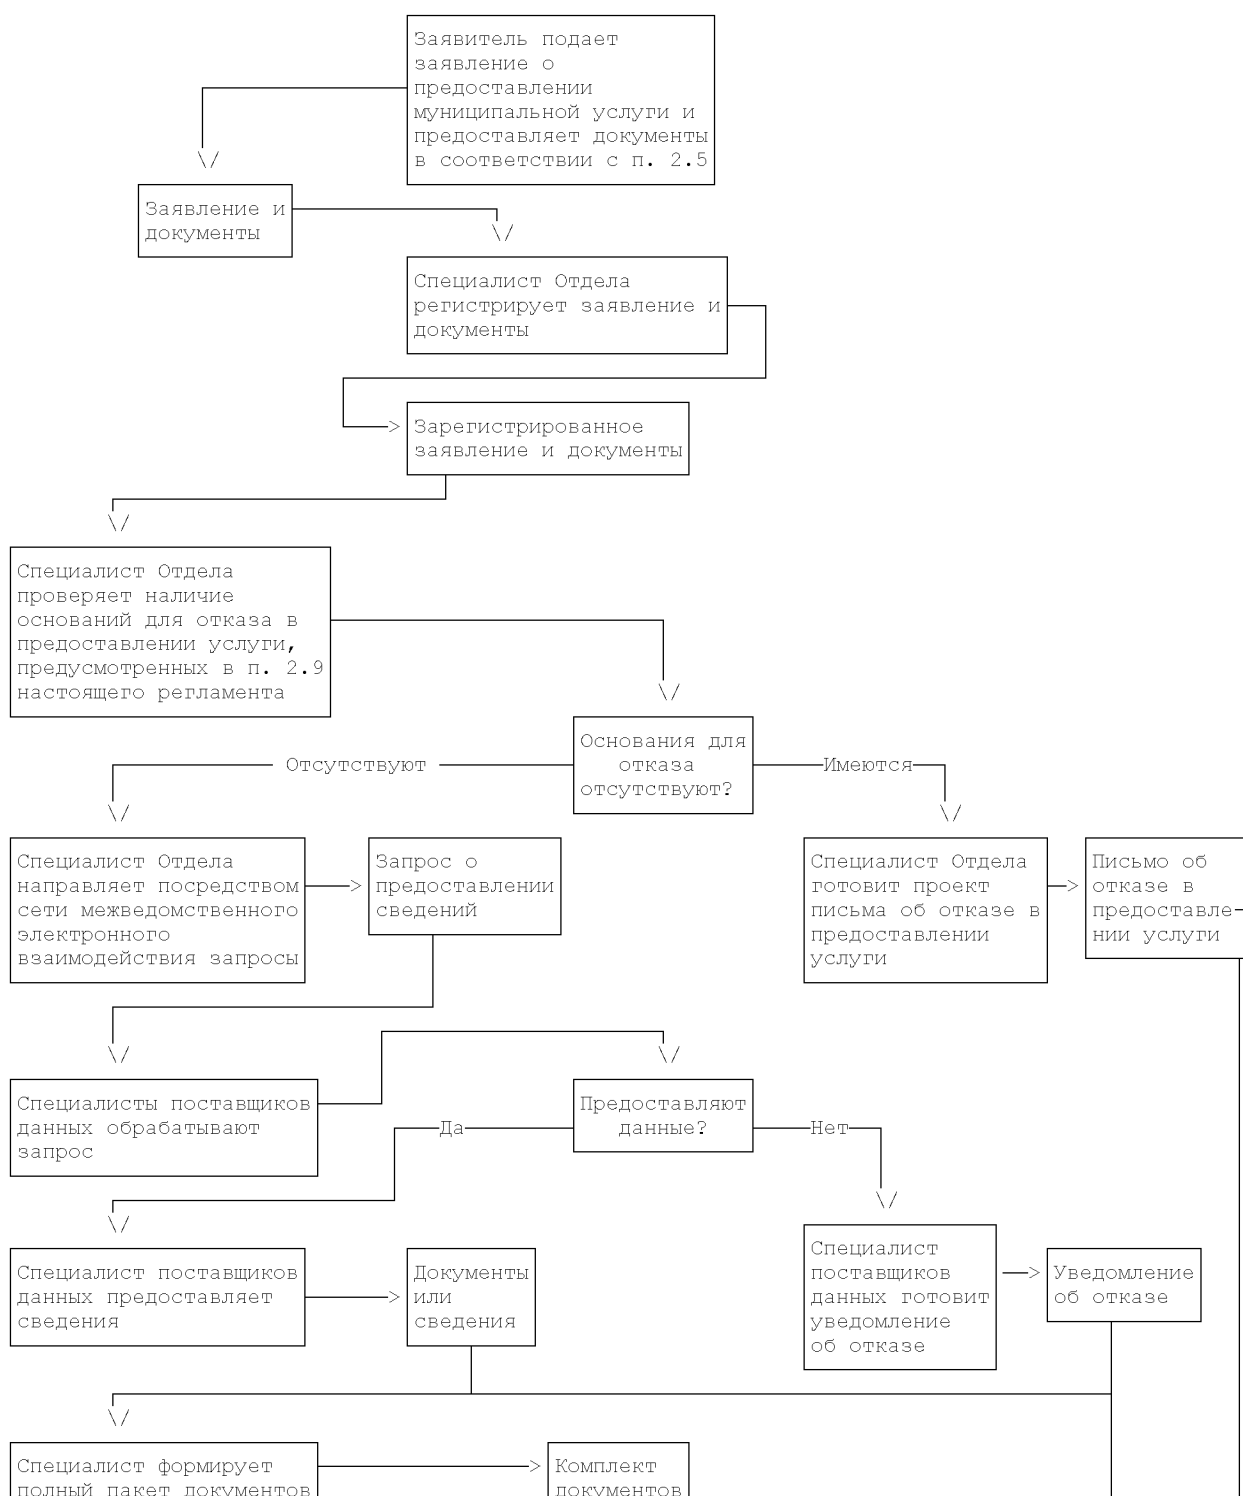 Заявитель подает
заявление о
предоставлении
муниципальной услуги и
предоставляет документы
в соответствии с п. 2.5
Заявление и
документы
Специалист Отдела
регистрирует заявление и
документы
Зарегистрированное
заявление и документы
Специалист Отдела
проверяет наличие
оснований для отказа в
предоставлении услуги,
предусмотренных в п. 2.9
настоящего регламента
Основания для
отказа
отсутствуют?
Отсутствуют
Имеются
Специалист Отдела
направляет посредством
сети межведомственного
электронного
взаимодействия запросы
Запрос о
предоставлении
сведений
Специалист Отдела
готовит проект
письма об отказе в
предоставлении
услуги
Письмо об
отказе в
предоставле-
нии услуги
Специалисты поставщиков
данных обрабатывают
запрос
Предоставляют
данные?
Да
Нет
Специалист поставщиков
данных предоставляет
сведения
Документы
или
сведения
Специалист
поставщиков
данных готовит
уведомление
об отказе
Уведомление
об отказе
Специалист формирует
полный пакет документов
Комплект
документов